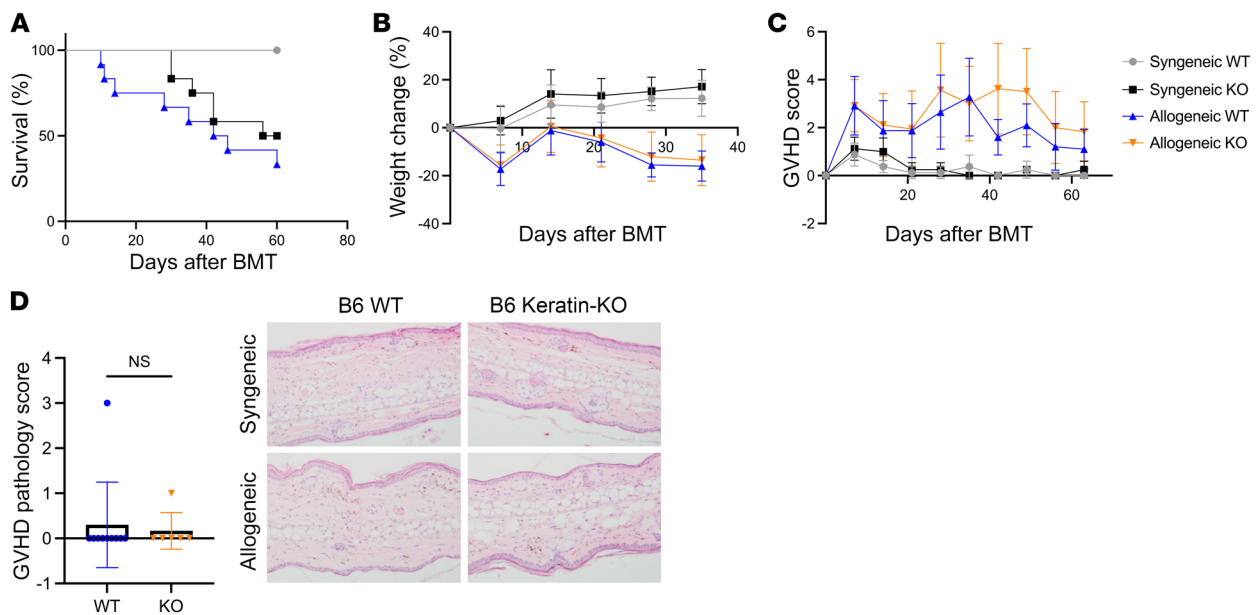 A
Survival (%)
100
50
0
0 20 40 60 80
Days after BMT
B
Weight change (%)
40
20
0
-20
-40
10 20 30 40
Days after BMT
C
GVHD score
6
4
2
0
-2
20 40 60
Days after BMT
Syngeneic WT
Syngeneic KO
Allogeneic WT
Allogeneic KO
D
GVHD pathology score
4
3
2
1
0
-1
NS
WT KO
B6 WT B6 Keratin-KO
Syngeneic
Allogeneic